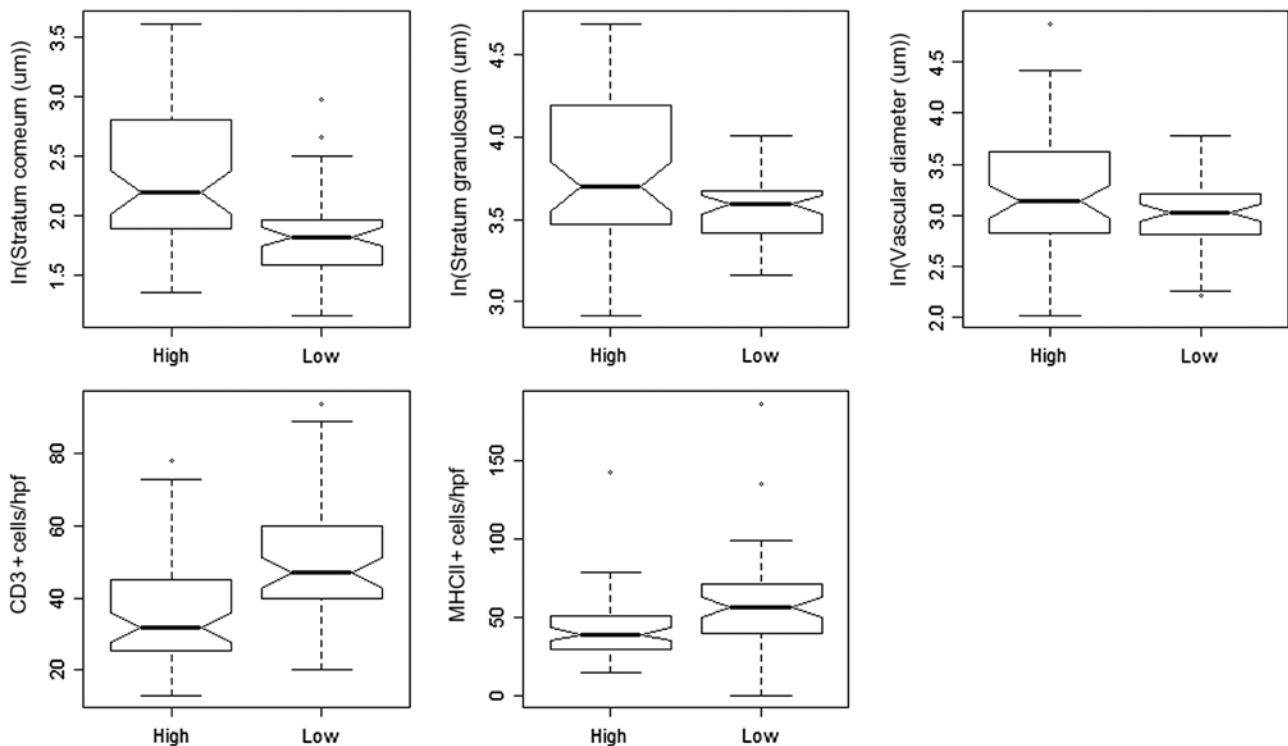 ln(Stratum comeum (um))
3.5
3.0
2.5
2.0
1.5
High Low
ln(Stratum granulosum (um))
4.5
4.0
3.5
3.0
High Low
ln(Vascular diameter (um))
4.5
4.0
3.5
3.0
2.5
2.0
High Low
CD3 + cells/hpf
80
60
40
20
High Low
MHCII + cells/hpf
150
100
50
0
High Low